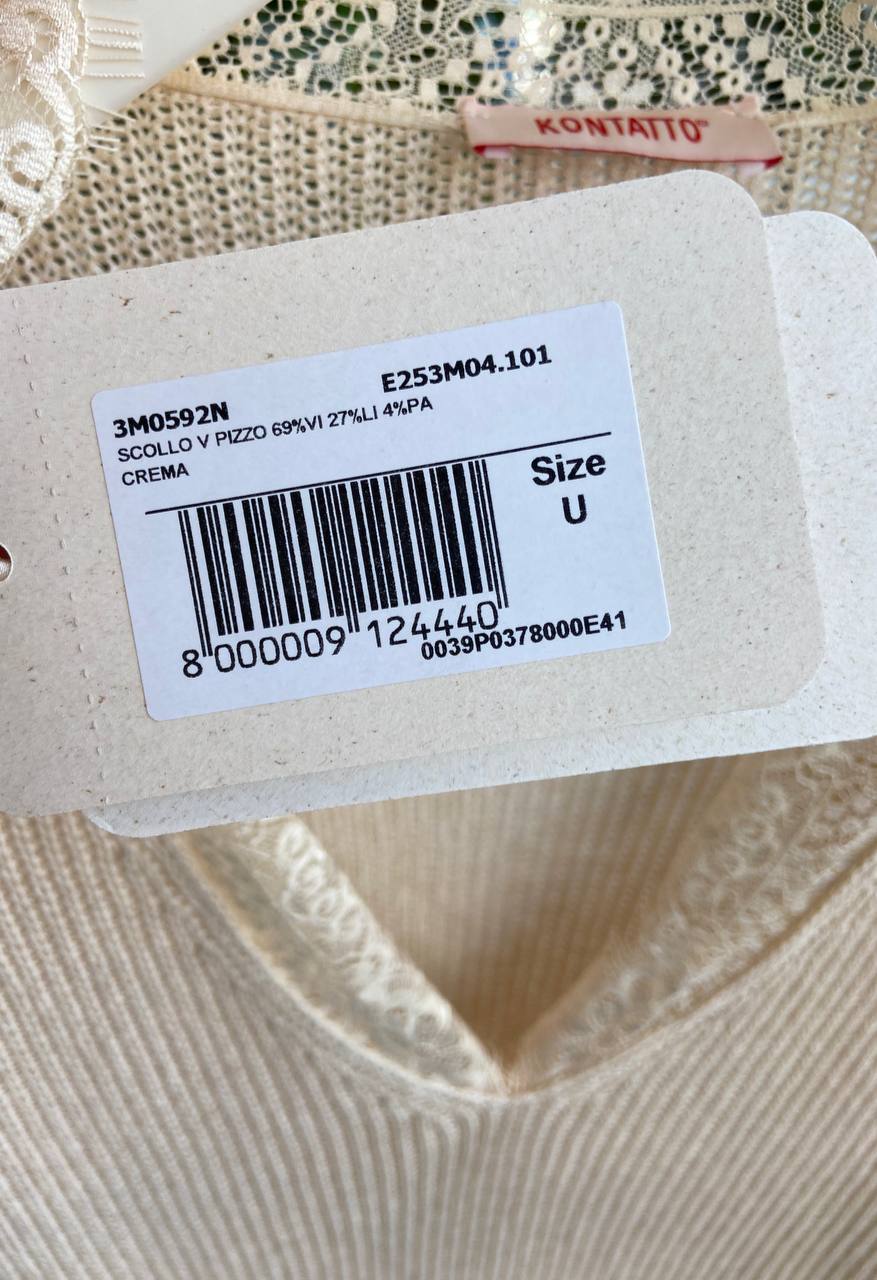 KONTATTO®
3M0592N E253M04.101
SCOLLO V PIZZO 69%VI 27%LI 4%PA
CREMA
Size
U
8 000009 124440
0039P0378000E41